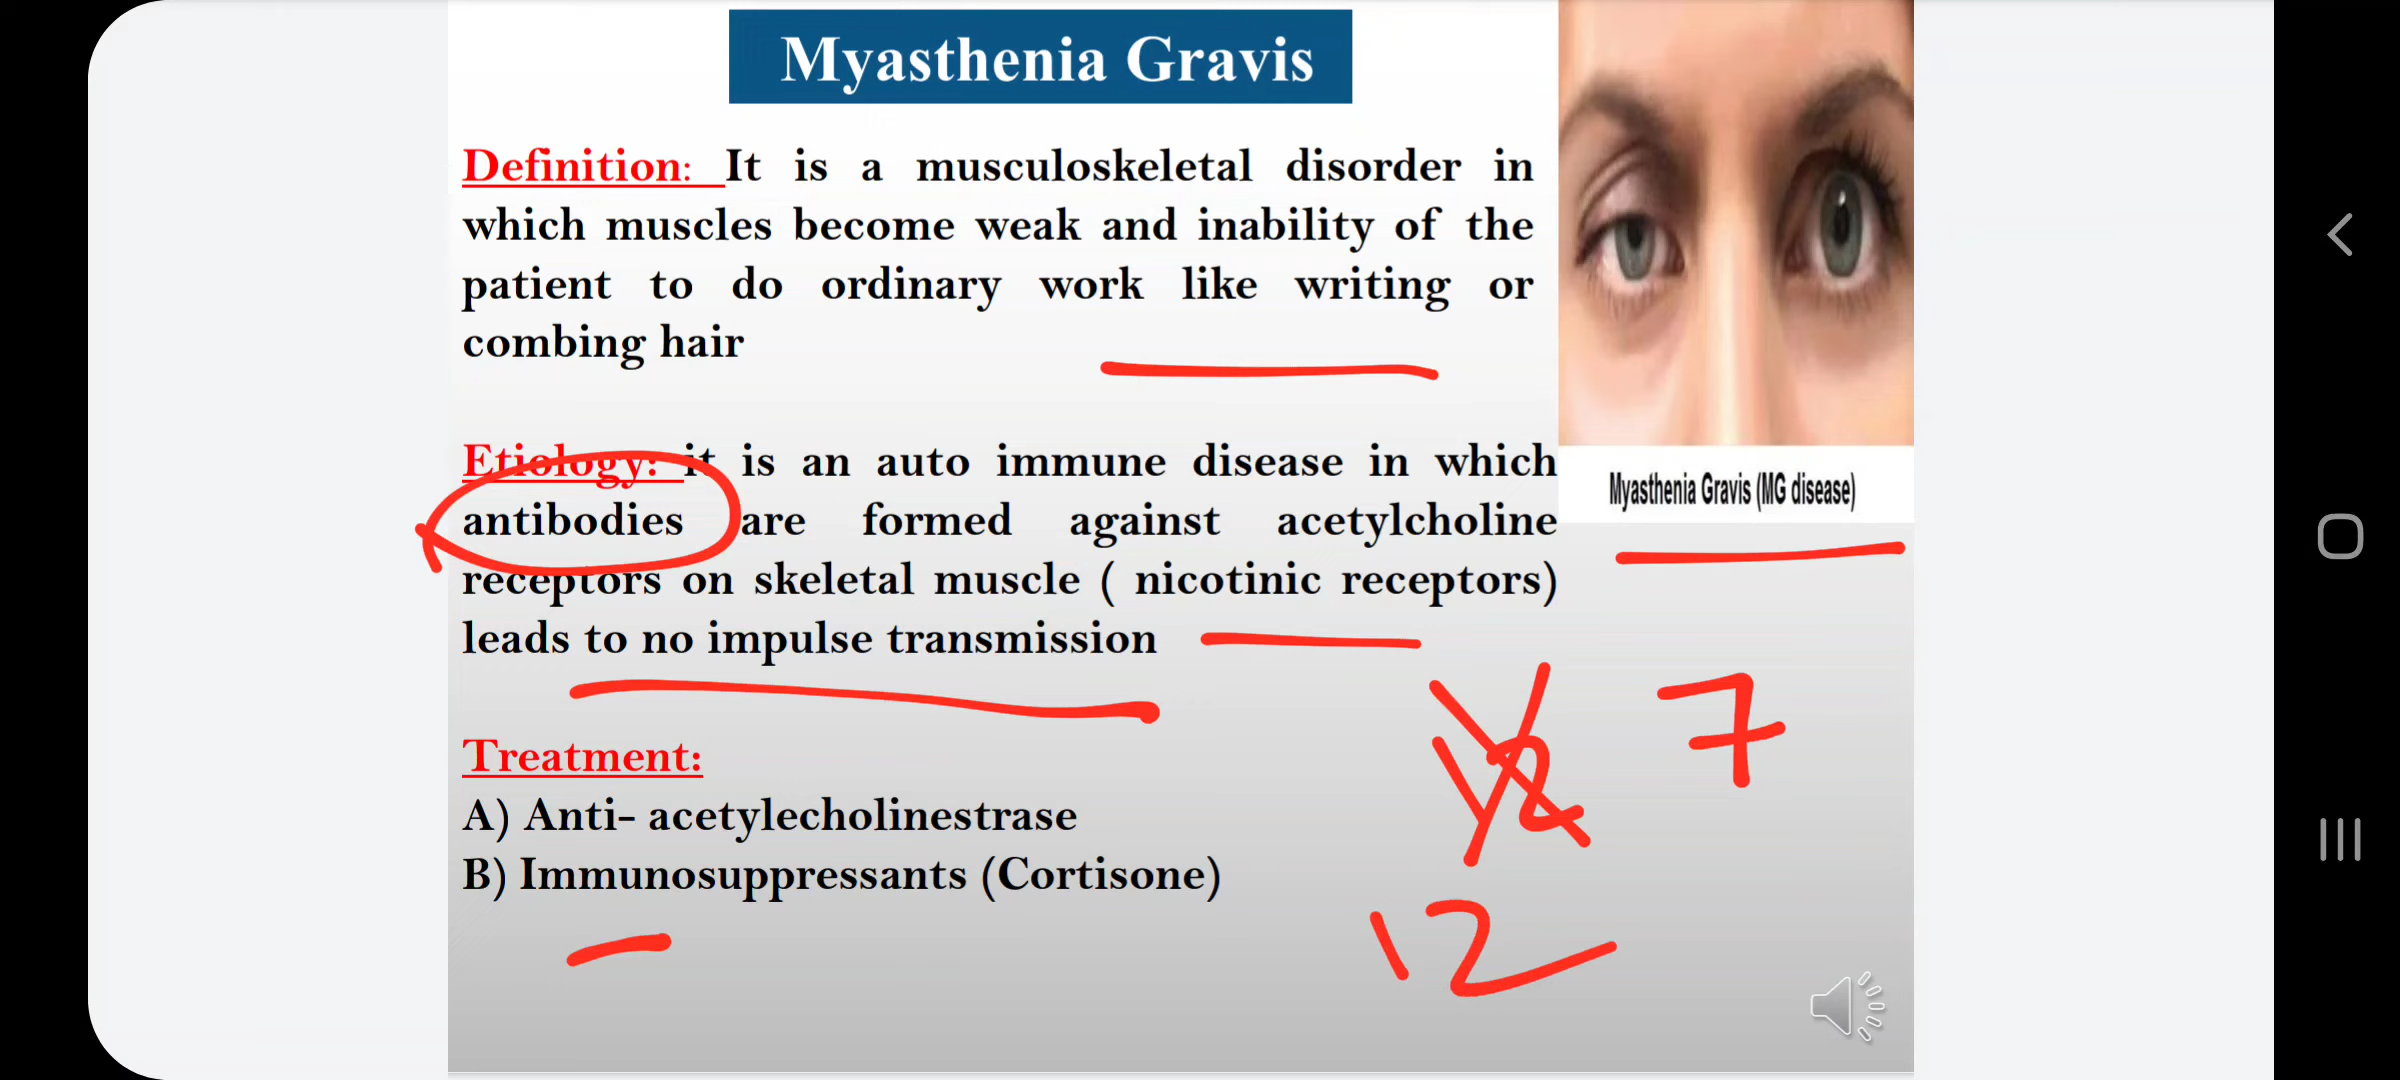 Myasthenia Gravis
Definition: It is a musculoskeletal disorder in
which muscles become weak and inability of the
patient to do ordinary work like writing or
combing hair
Etiology: it is an auto immune disease in which
antibodies are formed against acetylcholine
receptors on skeletal muscle ( nicotinic receptors)
leads to no impulse transmission
Myasthenia Gravis (MG disease)
7
Treatment:
A) Anti- acetylecholinestrase
B) Immunosuppressants (Cortisone)
12